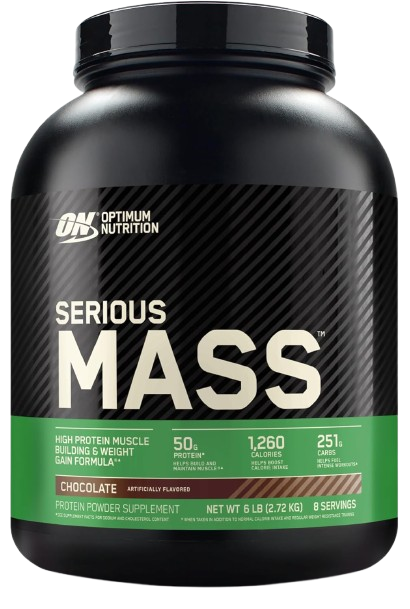 ON® OPTIMUM
NUTRITION
SERIOUS
MASS™
HIGH PROTEIN MUSCLE
BUILDING & WEIGHT
GAIN FORMULA**
50G
PROTEIN*
HELPS BUILD AND
MAINTAIN MUSCLE**
1,260
CALORIES
HELPS BOOST
CALORIE INTAKE
251G
CARBS
HELPS FUEL
INTENSE WORKOUTS**
CHOCOLATE ARTIFICIALLY FLAVORED
PROTEIN POWDER SUPPLEMENT NET WT 6 LB (2.72 KG) 8 SERVINGS